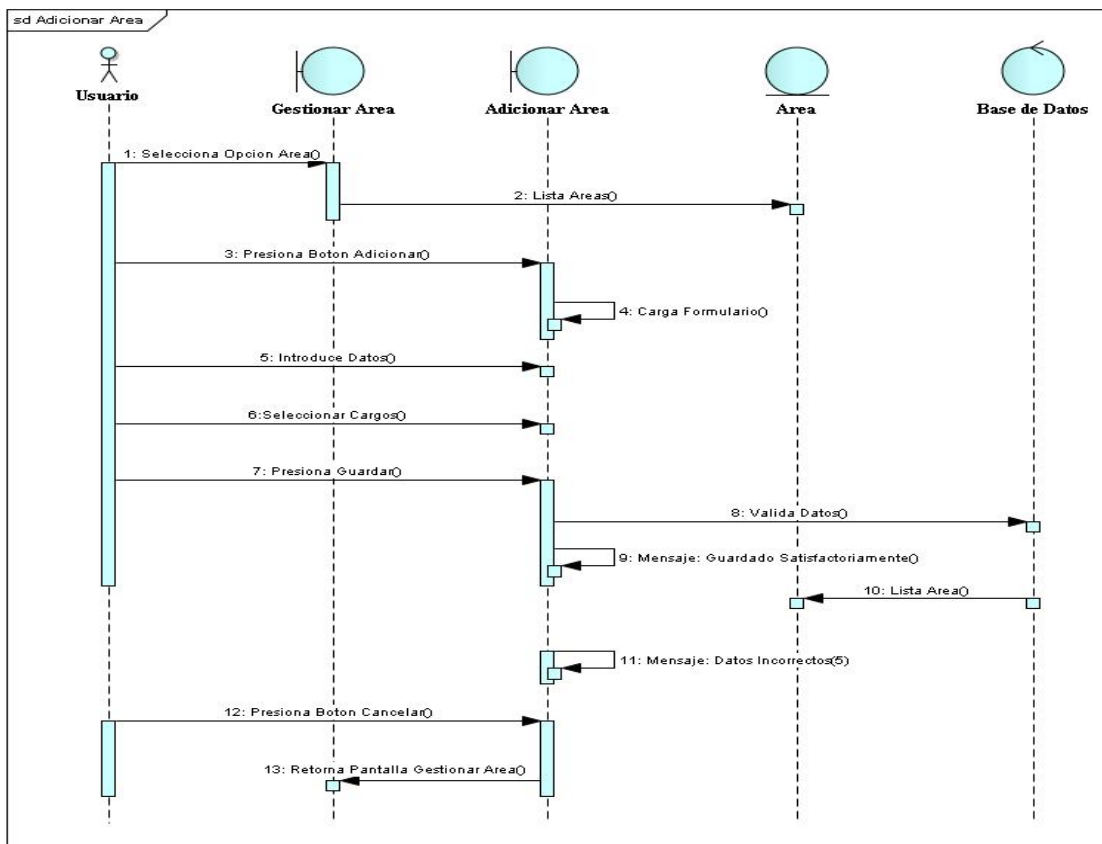 sd Adicionar Area
Usuario
Gestionar Area
Adicionar Area
Area
Base de Datos
1: Selecciona Opcion Area()
2: Lista Areas()
3: Presiona Boton Adicionar()
4: Carga Formulario()
5: Introduce Datos()
6:Seleccionar Cargos()
7: Presiona Guardar()
8: Valida Datos()
9: Mensaje: Guardado Satisfactoriamente()
10: Lista Area()
11: Mensaje: Datos Incorrectos(5)
12: Presiona Boton Cancelar()
13: Retorna Pantalla Gestionar Area()